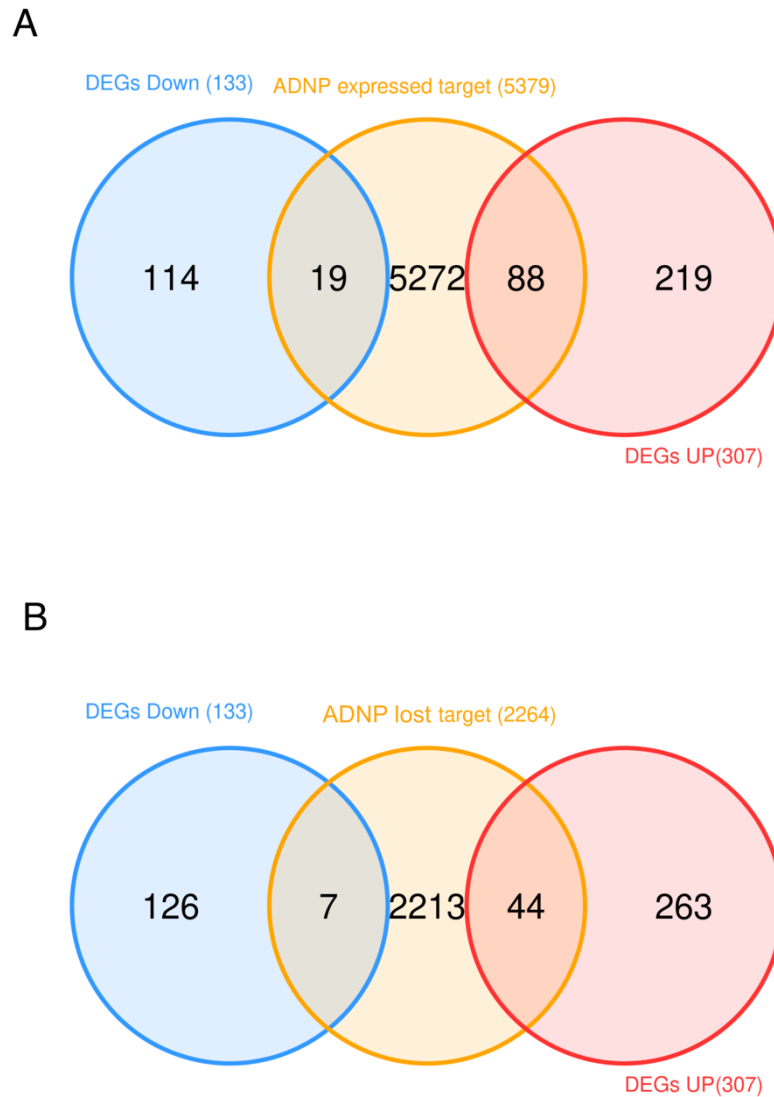 A
DEGs Down (133) ADNP expressed target (5379)
114 19 5272 88 219
DEGs UP(307)
B
DEGs Down (133) ADNP lost target (2264)
126 7 2213 44 263
DEGs UP(307)